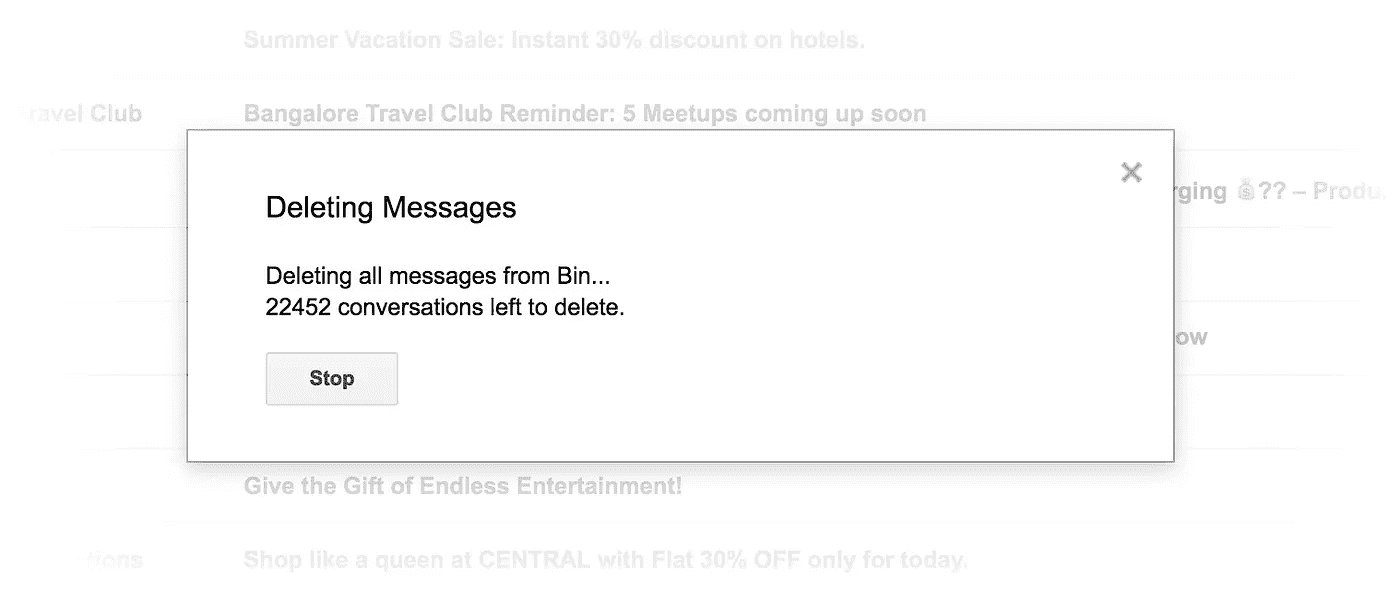 Summer Vacation Sale: Instant 30% discount on hotels.
ravel Club Bangalore Travel Club Reminder: 5 Meetups coming up soon
rging 💰?? – Produ
Deleting Messages
Deleting all messages from Bin...
22452 conversations left to delete.
ow
Stop
Give the Gift of Endless Entertainment!
tions Shop like a queen at CENTRAL with Flat 30% OFF only for today.